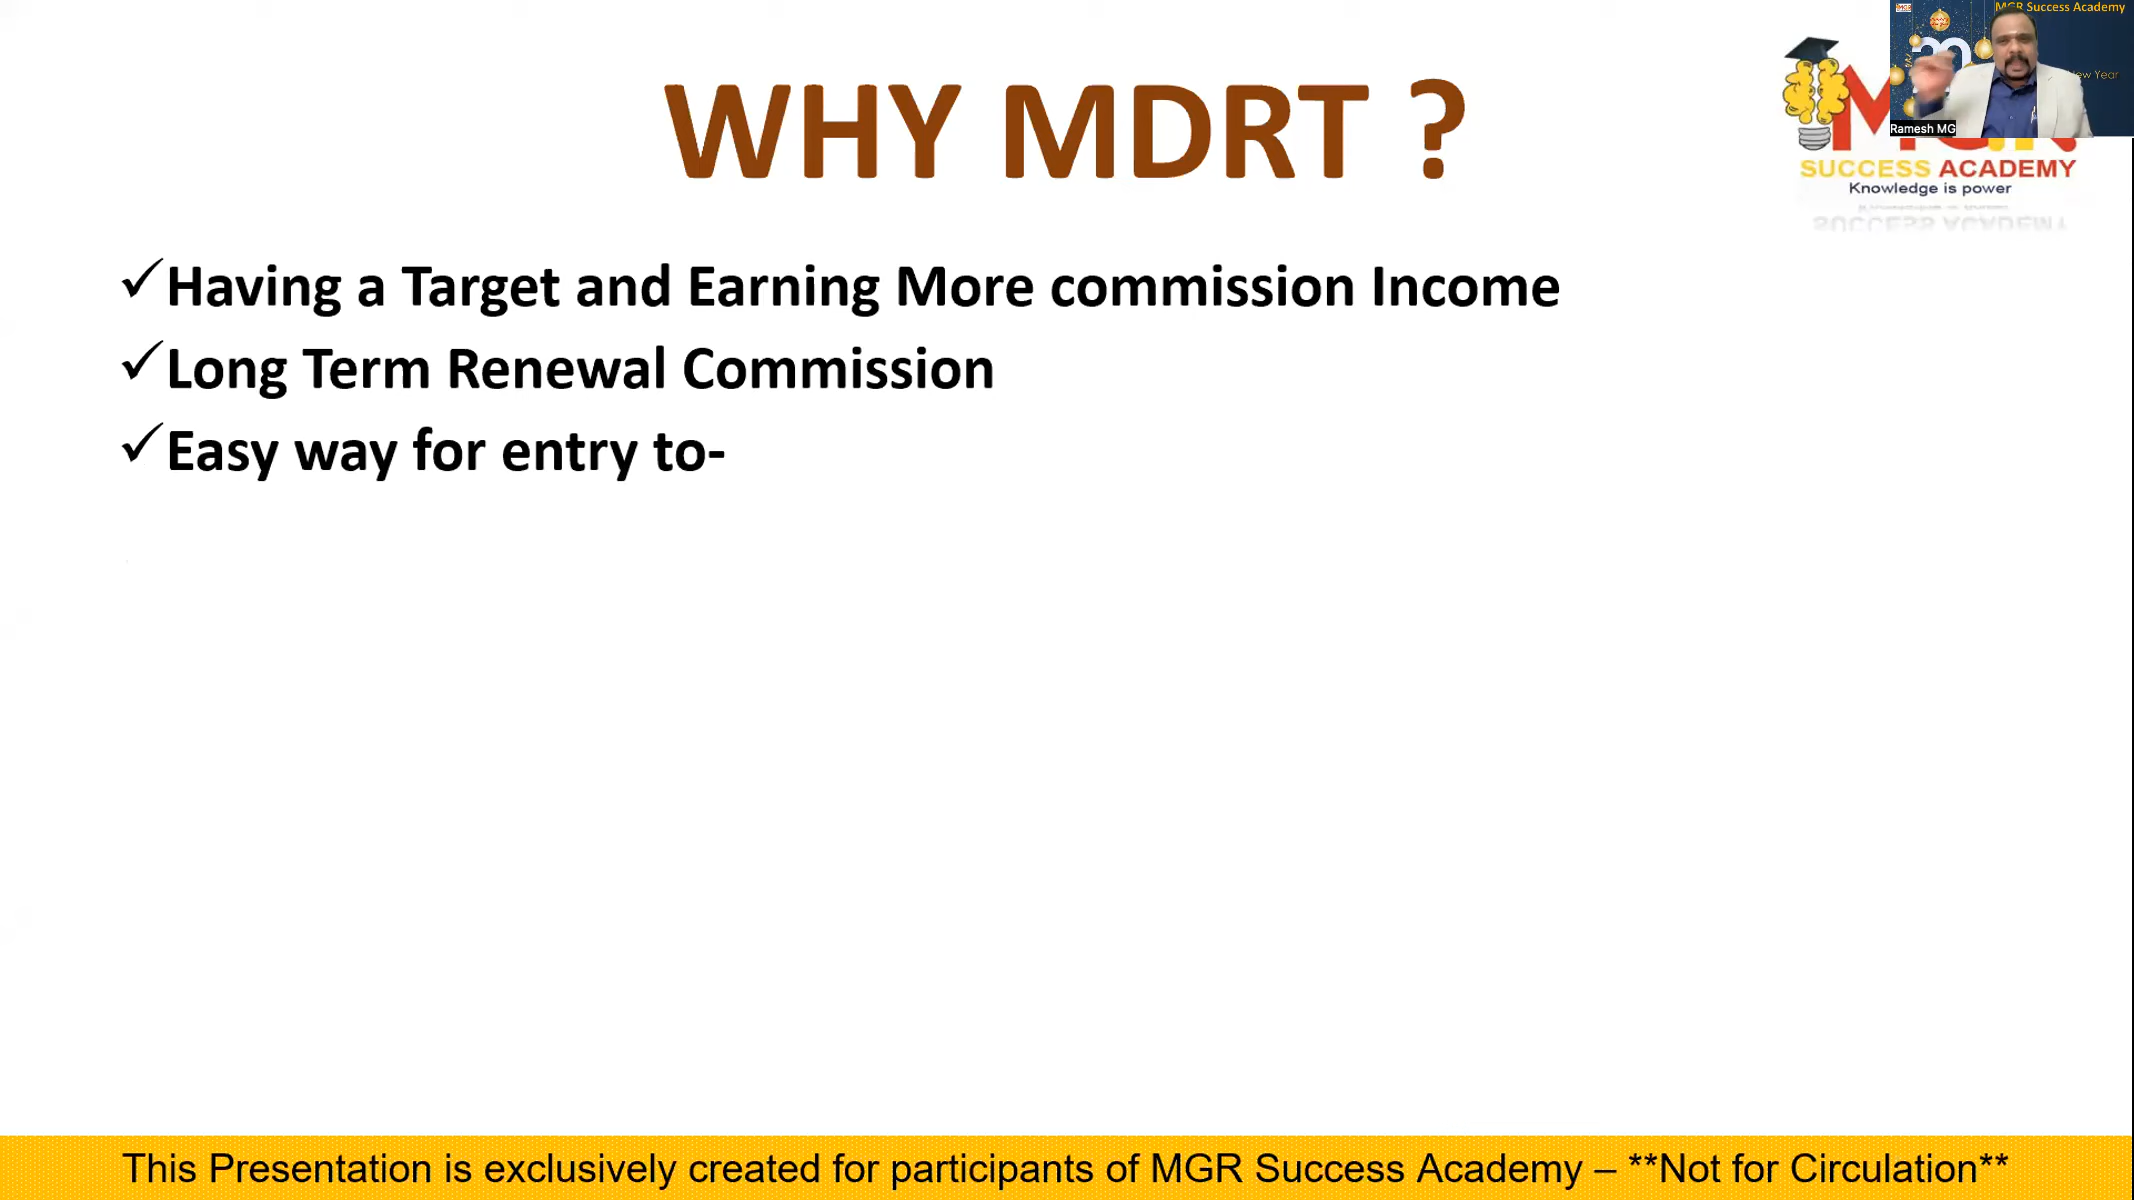 WHY MDRT ?
MGR Success Academy
New Year
Ramesh MG
SUCCESS ACADEMY
Knowledge is power
✓Having a Target and Earning More commission Income
✓Long Term Renewal Commission
✓Easy way for entry to-
This Presentation is exclusively created for participants of MGR Success Academy – **Not for Circulation**